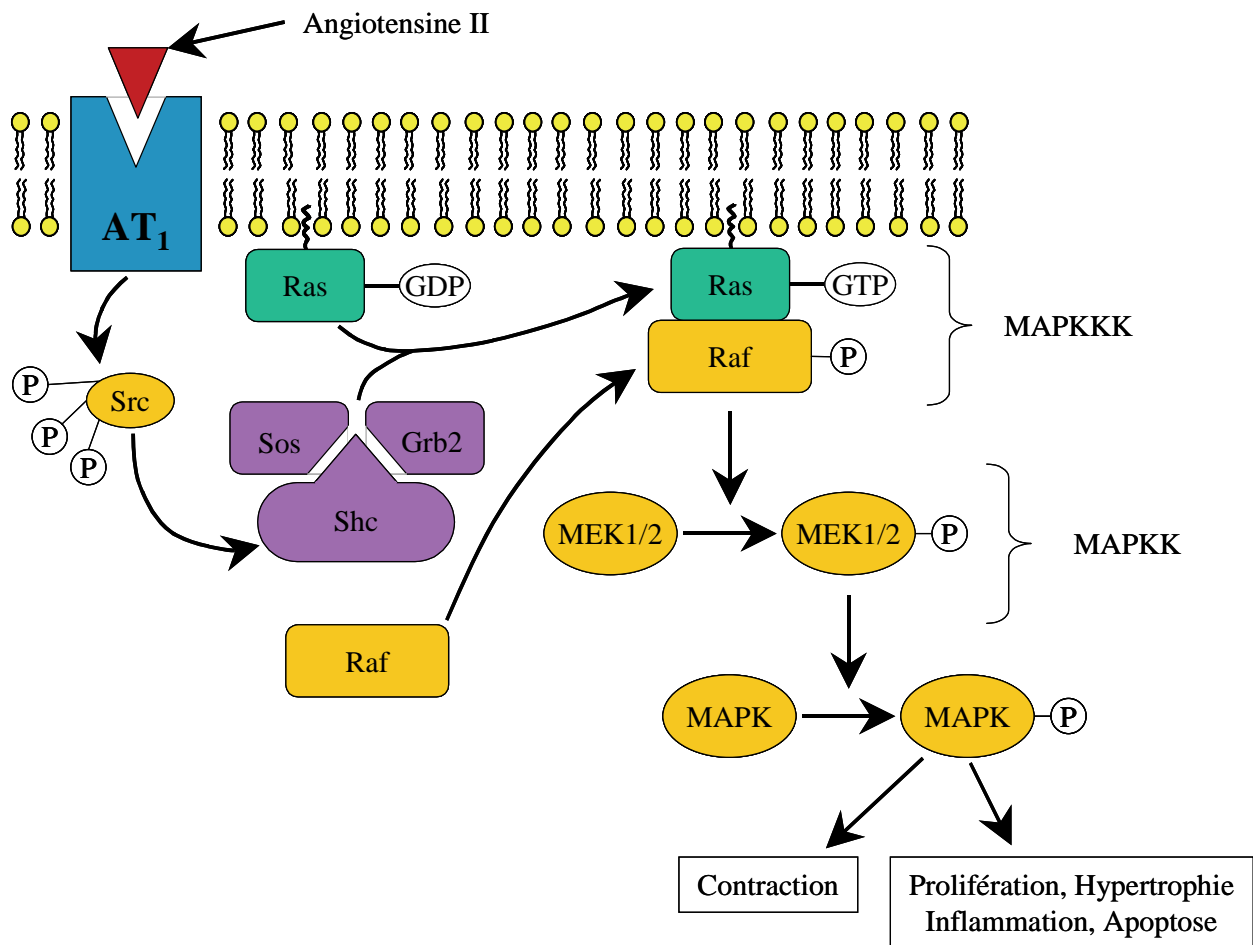 Angiotensine II
AT1
Ras
GDP
Ras
GTP
MAPKKK
Raf
P
P
Src
P
P
Sos
Grb2
Shc
MEK1/2
MEK1/2
P
MAPKK
Raf
MAPK
MAPK
P
Contraction
Prolifération, Hypertrophie
Inflammation, Apoptose